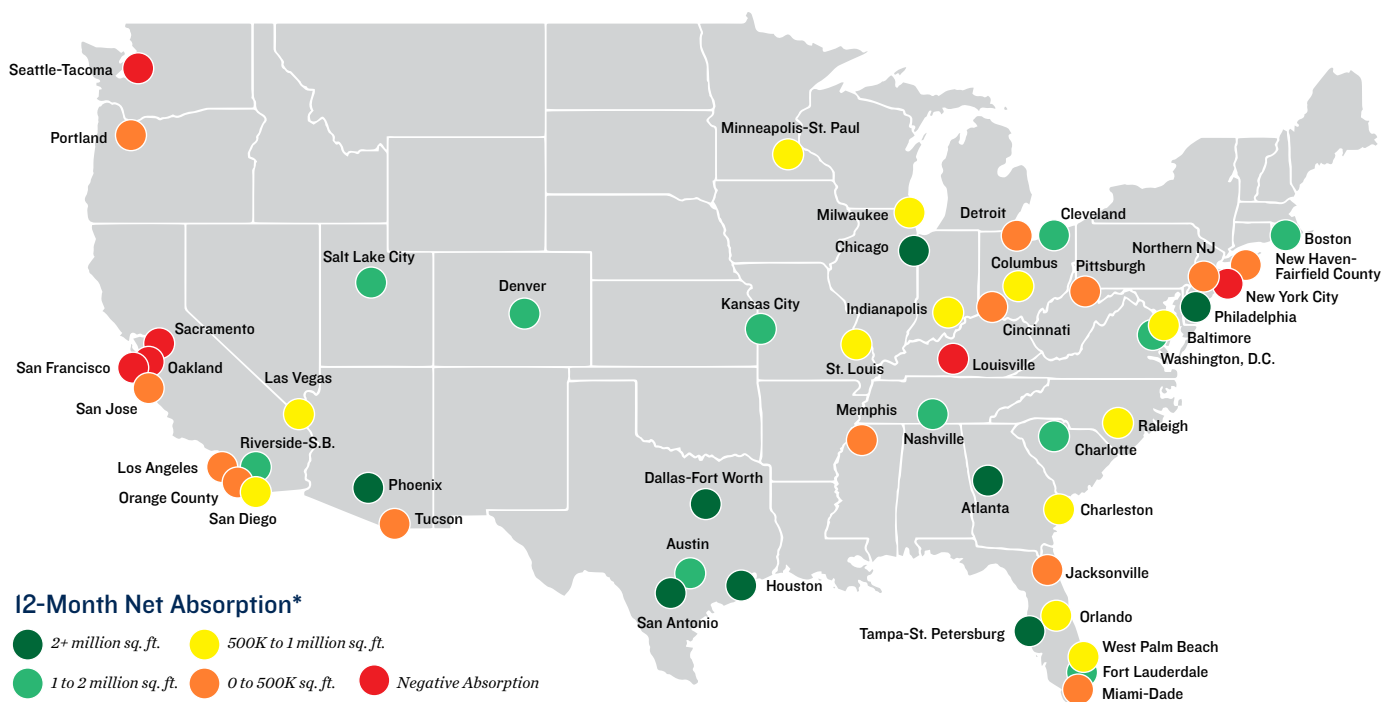 Seattle-Tacoma
Portland
Minneapolis-St. Paul
Milwaukee
Chicago
Detroit
Cleveland
Columbus
Pittsburgh
Northern NJ
Boston
New Haven-
Fairfield County
New York City
Philadelphia
Baltimore
Washington, D.C.
Salt Lake City
Denver
Kansas City
Indianapolis
Cincinnati
St. Louis
Louisville
Sacramento
San Francisco
Oakland
San Jose
Las Vegas
Riverside-S.B.
Los Angeles
Orange County
San Diego
Phoenix
Tucson
Memphis
Nashville
Raleigh
Charlotte
Dallas-Fort Worth
Atlanta
Charleston
Austin
Houston
San Antonio
Jacksonville
Orlando
Tampa-St. Petersburg
West Palm Beach
Fort Lauderdale
Miami-Dade
12-Month Net Absorption*
2+ million sq. ft.
500K to 1 million sq. ft.
1 to 2 million sq. ft.
0 to 500K sq. ft.
Negative Absorption